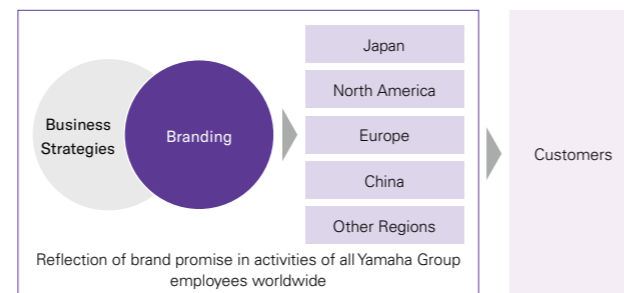 Business
Strategies
Branding
Japan
North America
Europe
China
Other Regions
Customers
Reflection of brand promise in activities of all Yamaha Group
employees worldwide